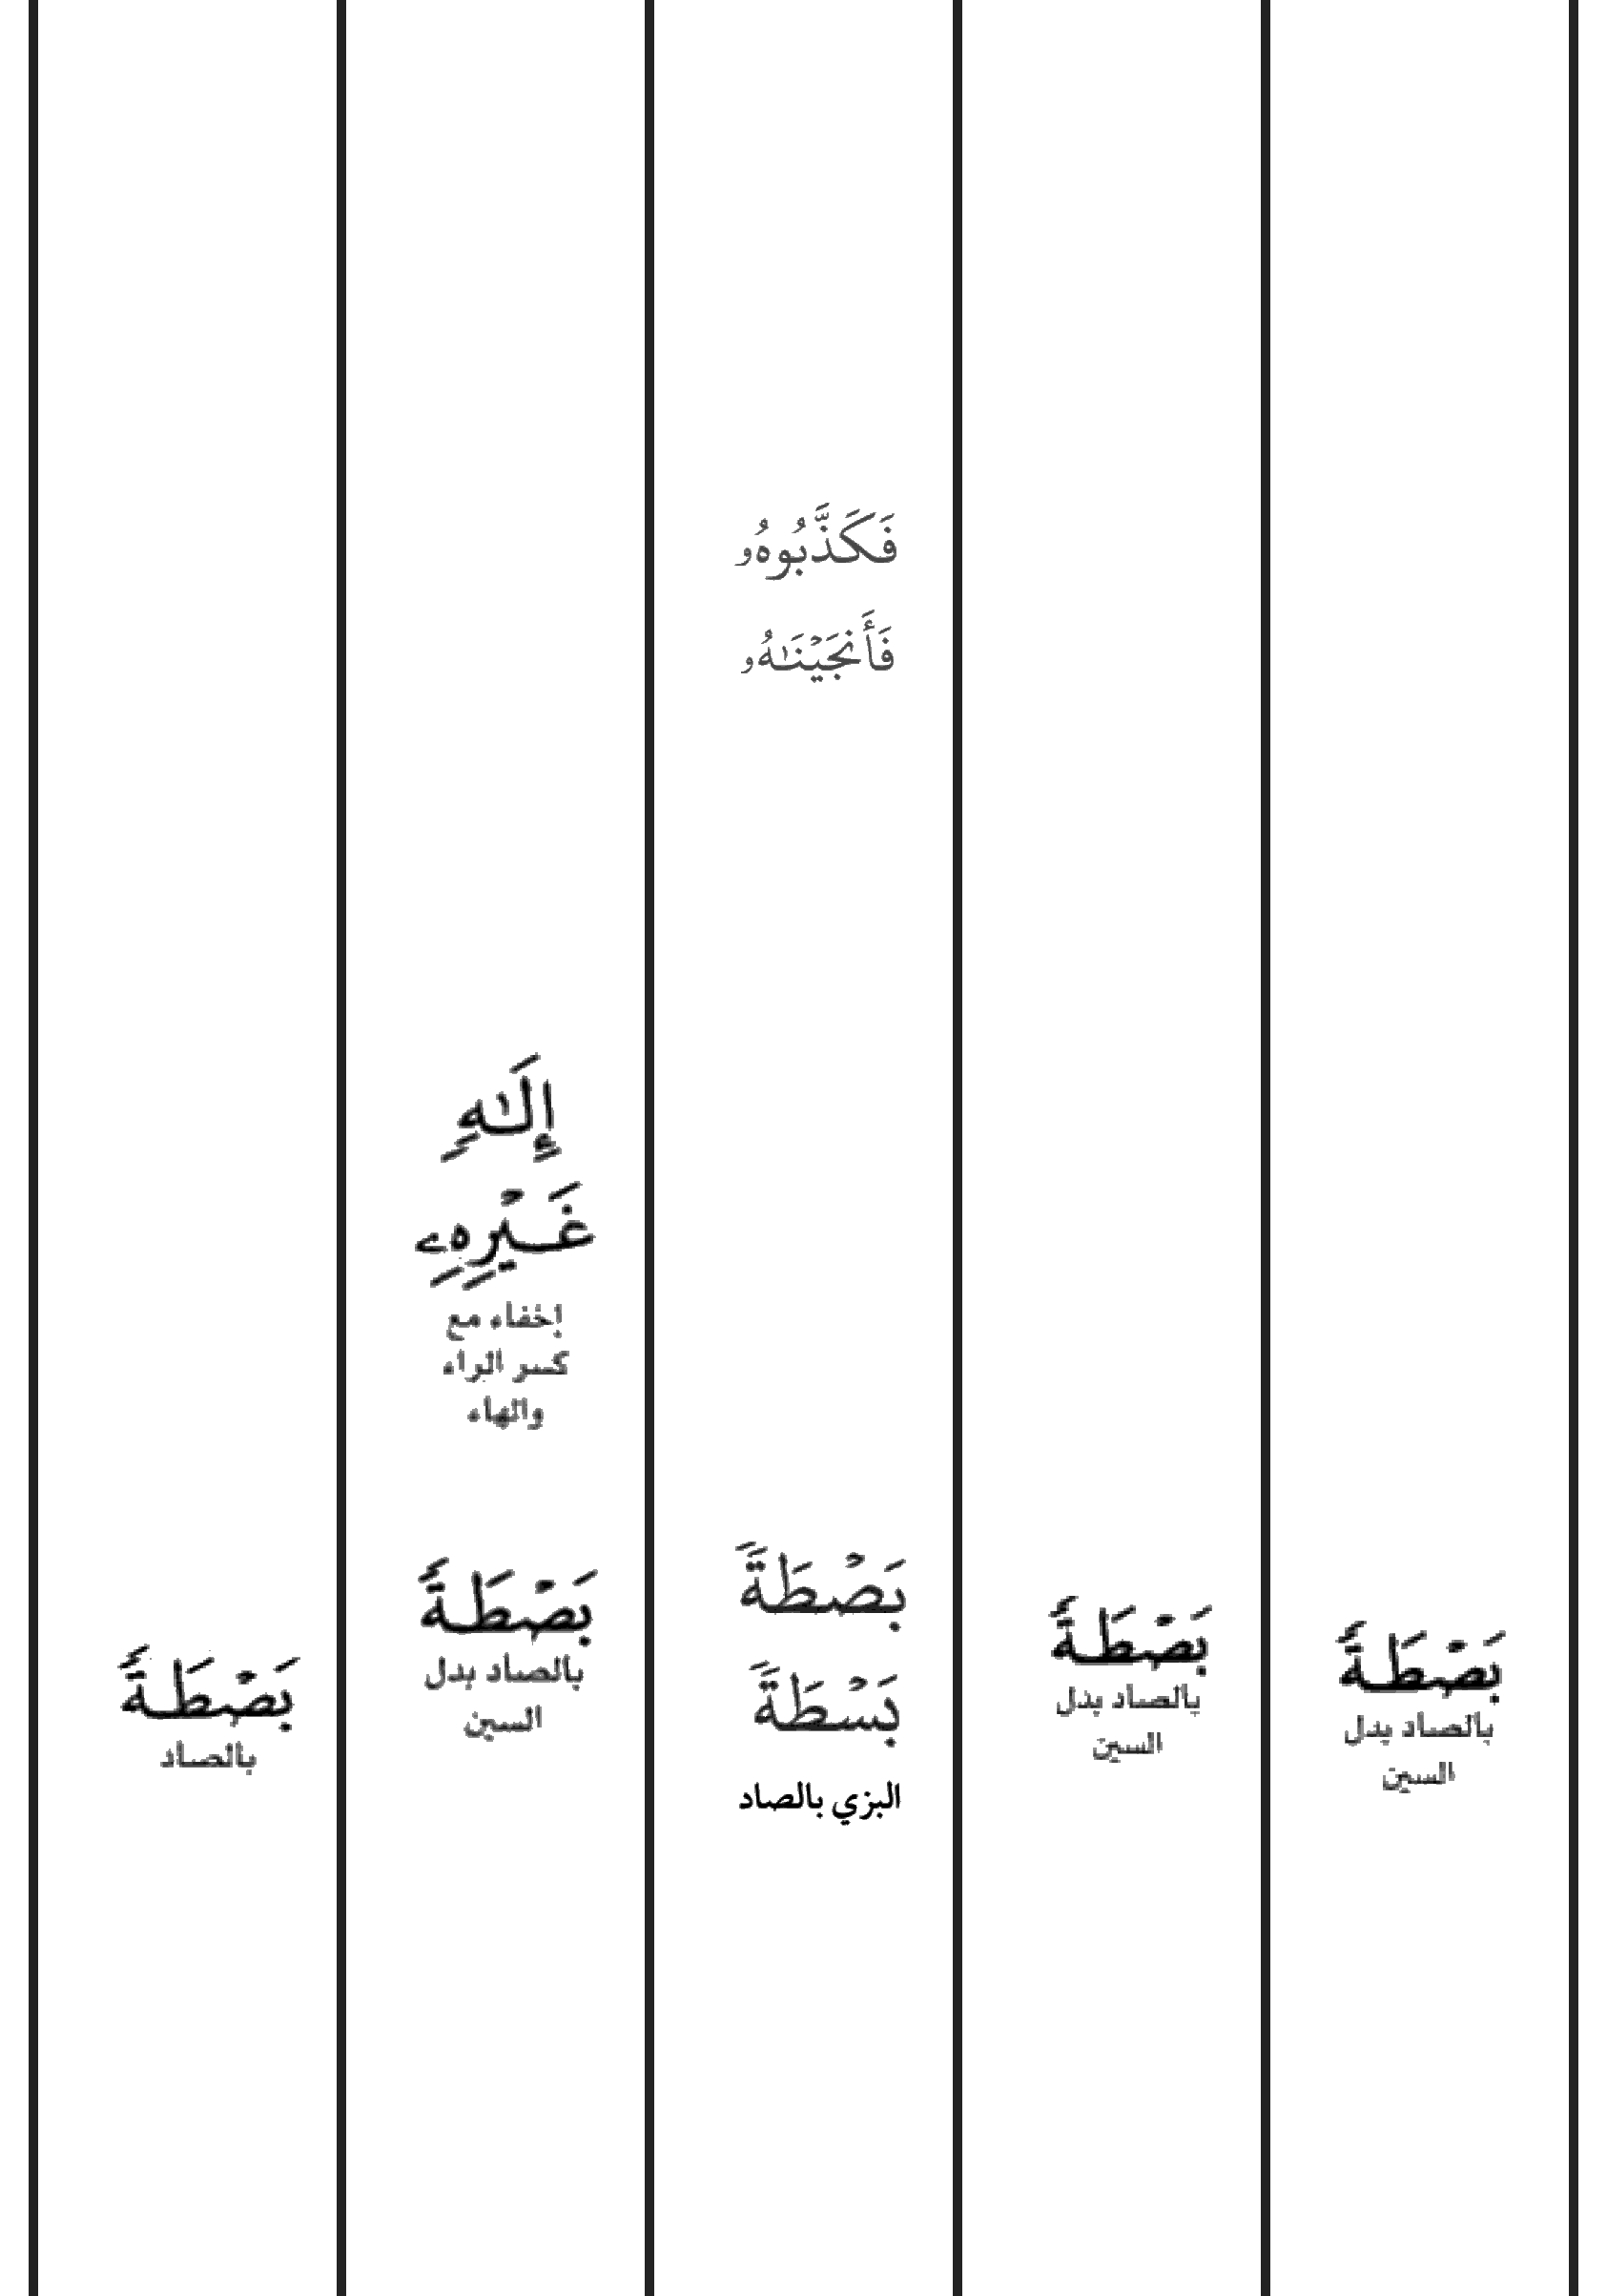 بَصْۜطَةً
بالصاد بدل
السين
بَصْۜطَةً
بالصاد بدل
السين
فَكَذَّبُوهُۥ
فَأَنجَيْنَٰهُۥ
بَصْطَةً
بَسْطَةً
البزي بالصاد
إِلَٰهٍ
غَيْرِهِۦ
إخفاء مع
كسر الراء
والهاء
بَصْطَةً
بالصاد بدل
السين
بَصْطَةً
بالصاد